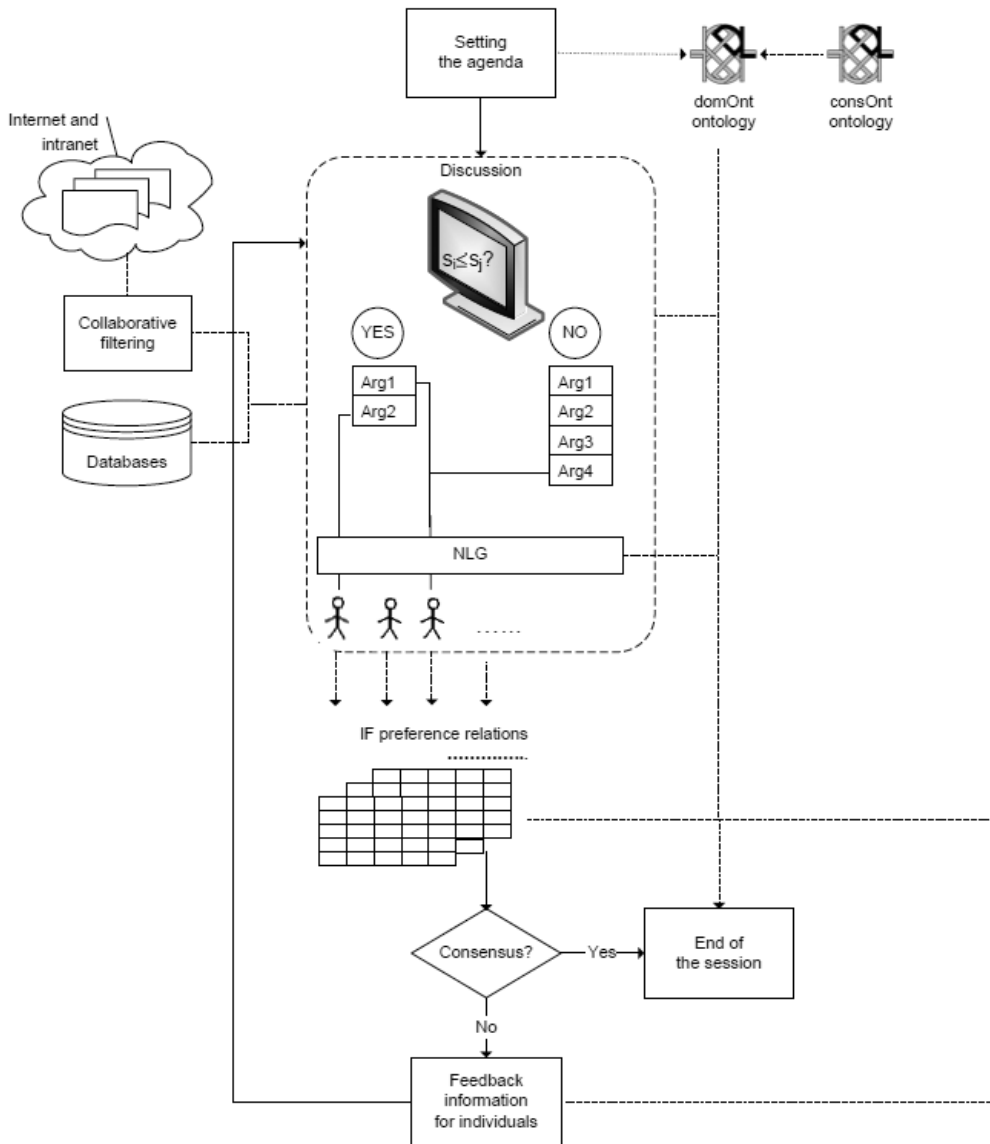 Setting
the agenda
domOnt
ontology
consOnt
ontology
Internet and
intranet
Discussion
si≤sj?
Collaborative
filtering
YES
NO
Arg1
Arg2
Arg1
Arg2
Arg3
Arg4
Databases
NLG
IF preference relations
Consensus?
Yes
End of
the session
No
Feedback
information
for individuals